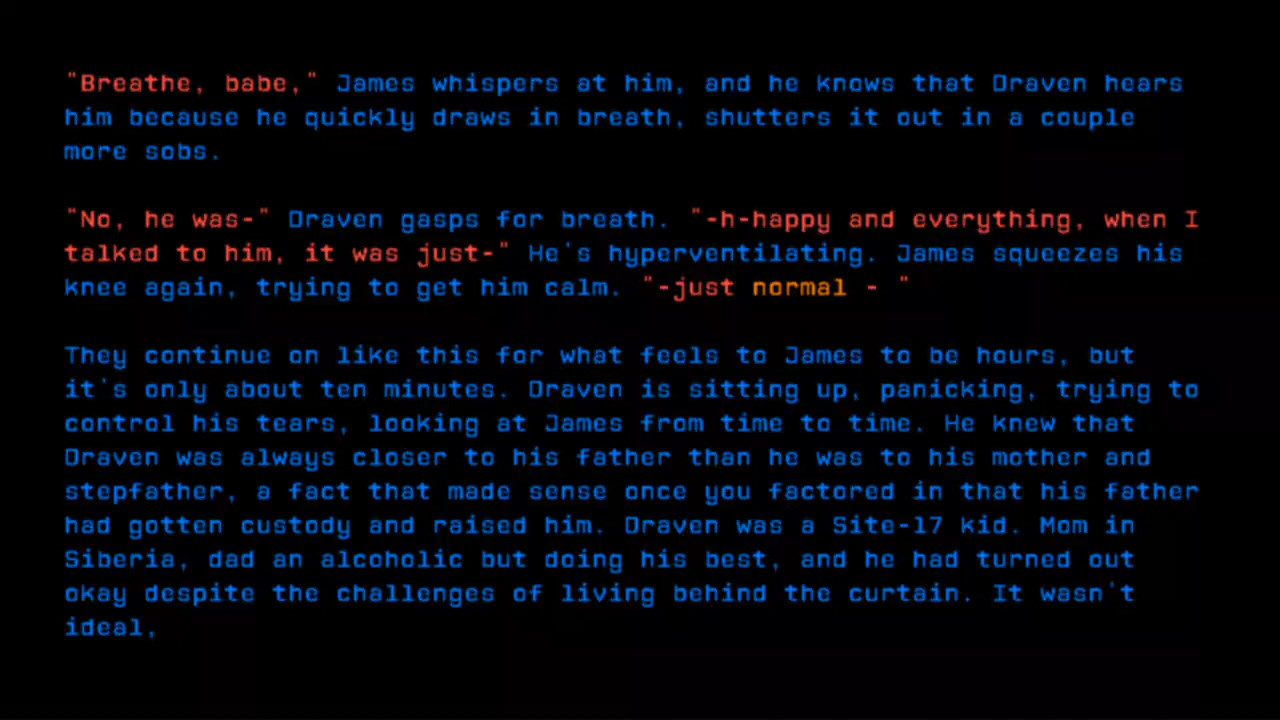 "Breathe, babe," James whispers at him, and he knows that Draven hears
him because he quickly draws in breath, shutters it out in a couple
more sobs.
"No, he was-" Draven gasps for breath. "-h-happy and everything, when I
talked to him, it was just-" He's hyperventilating. James squeezes his
knee again, trying to get him calm. "-just normal - "
They continue on like this for what feels to James to be hours, but
it's only about ten minutes. Draven is sitting up, panicking, trying to
control his tears, looking at James from time to time. He knew that
Draven was always closer to his father than he was to his mother and
stepfather, a fact that made sense once you factored in that his father
had gotten custody and raised him. Draven was a Site-17 kid. Mom in
Siberia, dad an alcoholic but doing his best, and he had turned out
okay despite the challenges of living behind the curtain. It wasn't
ideal,